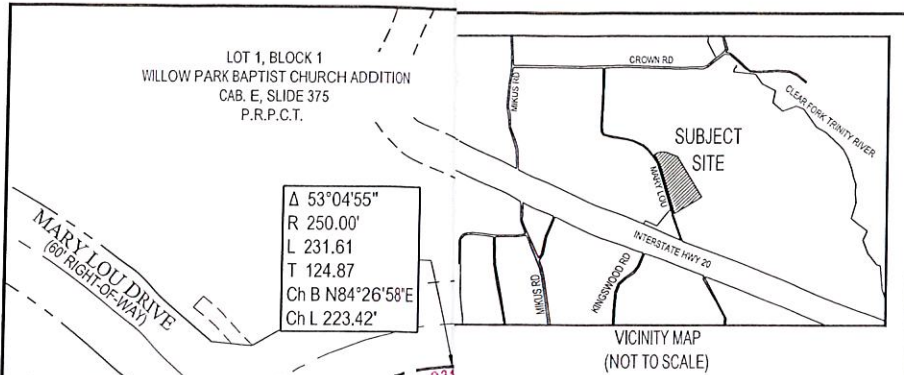 LOT 1, BLOCK 1
WILLOW PARK BAPTIST CHURCH ADDITION
CAB. E, SLIDE 375
P.R.P.C.T.
MARY LOU DRIVE
(60' RIGHT-OF-WAY)
Δ 53°04'55"
R 250.00'
L 231.61
T 124.87
Ch B N84°26'58"E
Ch L 223.42'
MIKUS RD
CROWN RD
CLEAR FORK TRINITY RIVER
SUBJECT
SITE
MARY LOU
INTERSTATE HWY 20
MIKUS RD
KINGSWOOD RD
VICINITY MAP
(NOT TO SCALE)